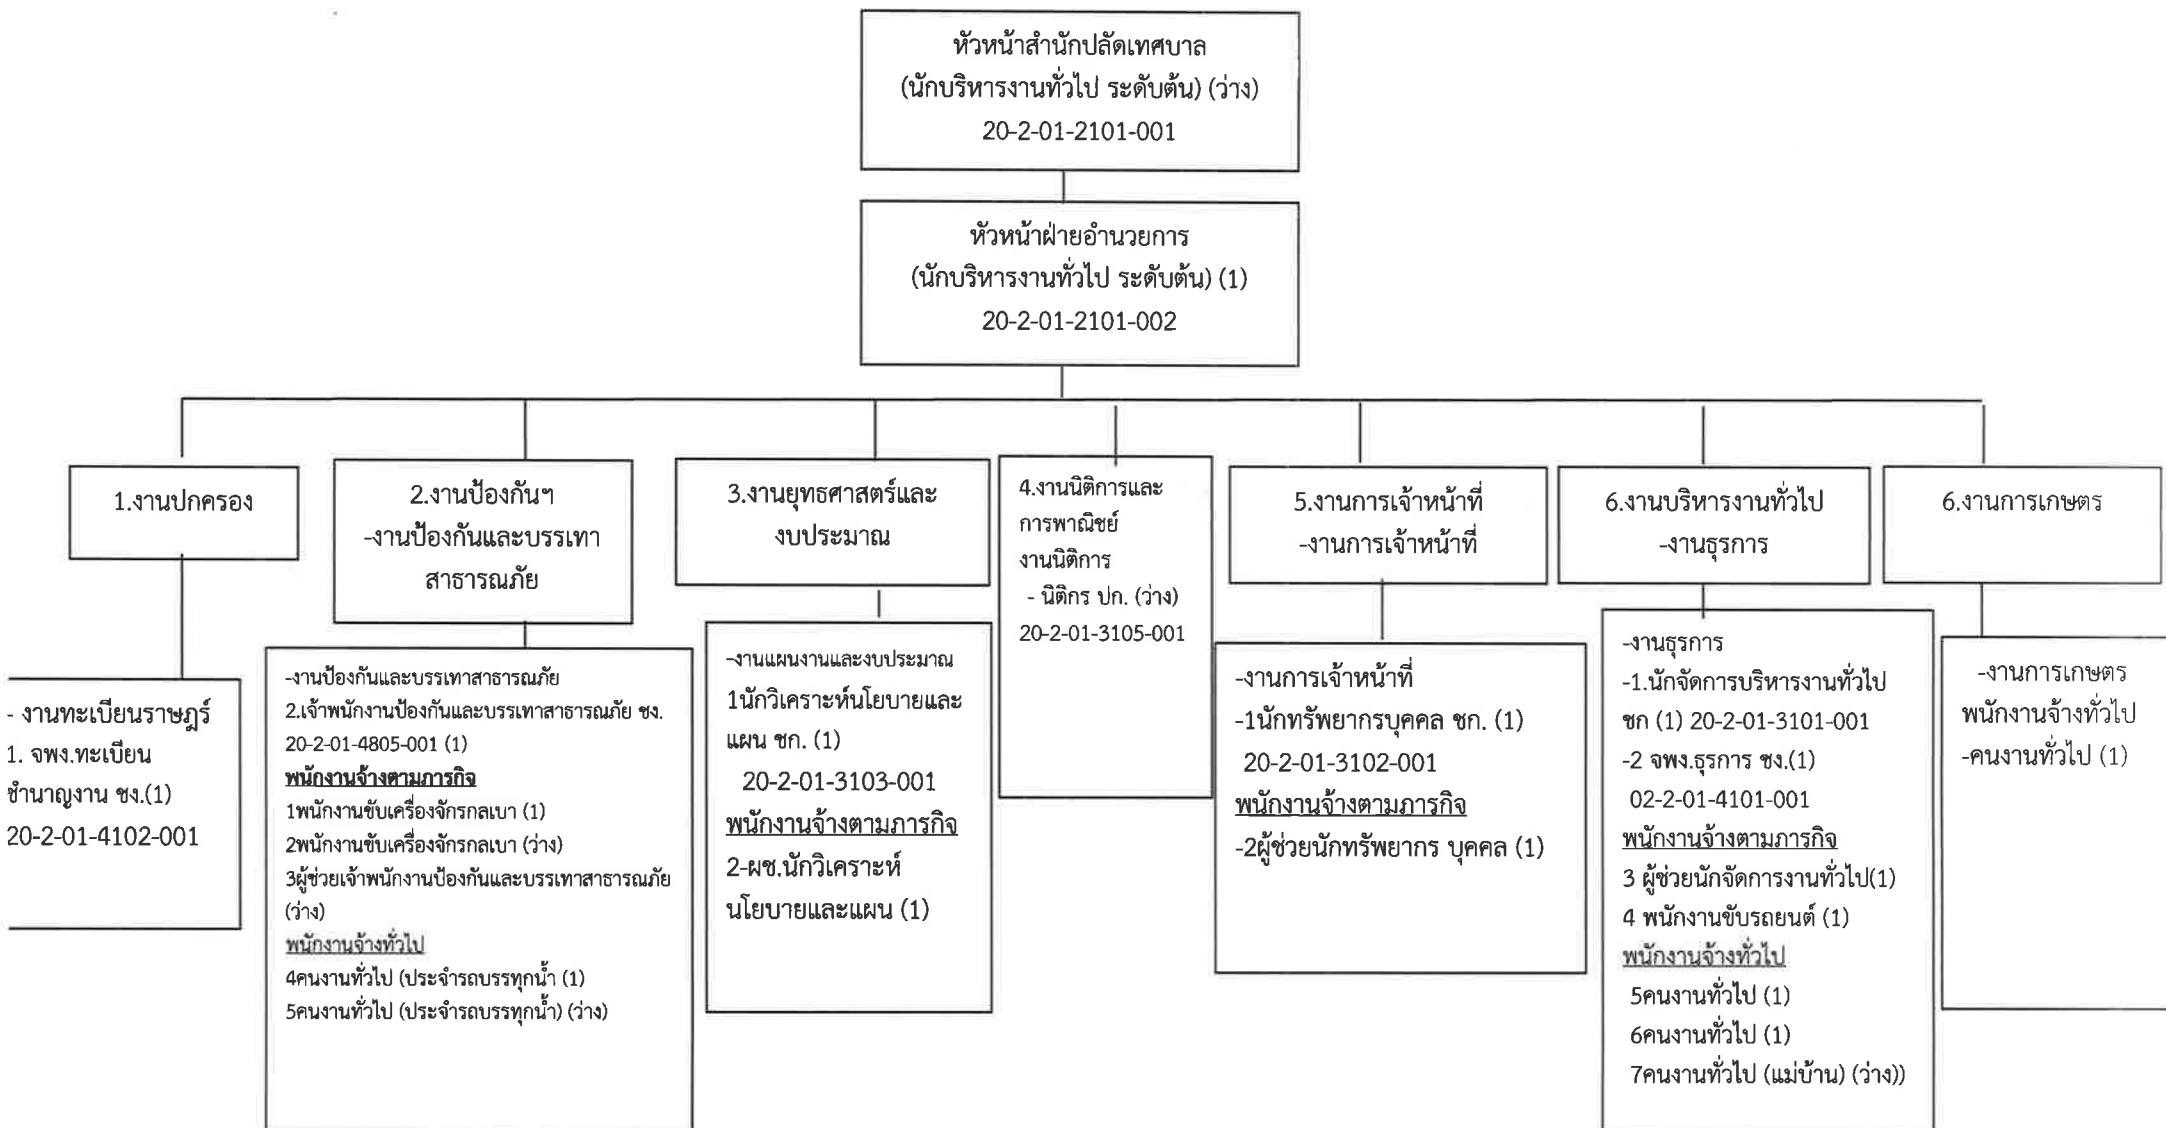 หัวหน้าสำนักปลัดเทศบาล
(นักบริหารงานทั่วไป ระดับต้น) (ว่าง)
20-2-01-2101-001
หัวหน้าฝ่ายอำนวยการ
(นักบริหารงานทั่วไป ระดับต้น) (1)
20-2-01-2101-002
1.งานปกครอง
2.งานป้องกันฯ
-งานป้องกันและบรรเทา
สาธารณภัย
3.งานยุทธศาสตร์และ
งบประมาณ
4.งานนิติการและ
การพาณิชย์
งานนิติการ
- นิติกร ปก. (ว่าง)
20-2-01-3105-001
5.งานการเจ้าหน้าที่
-งานการเจ้าหน้าที่
6.งานบริหารงานทั่วไป
-งานธุรการ
6.งานการเกษตร
- งานทะเบียนราษฎร์
1. จพง.ทะเบียน
ชำนาญงาน ชง.(1)
20-2-01-4102-001
-งานป้องกันและบรรเทาสาธารณภัย
2.เจ้าพนักงานป้องกันและบรรเทาสาธารณภัย ชง.
20-2-01-4805-001 (1)
พนักงานจ้างตามภารกิจ
1พนักงานขับเครื่องจักรกลเบา (1)
2พนักงานขับเครื่องจักรกลเบา (ว่าง)
3ผู้ช่วยเจ้าพนักงานป้องกันและบรรเทาสาธารณภัย
(ว่าง)
พนักงานจ้างทั่วไป
4คนงานทั่วไป (ประจำรถบรรทุกน้ำ (1)
5คนงานทั่วไป (ประจำรถบรรทุกน้ำ) (ว่าง)
-งานแผนงานและงบประมาณ
1นักวิเคราะห์นโยบายและ
แผน ชก. (1)
20-2-01-3103-001
พนักงานจ้างตามภารกิจ
2-ผช.นักวิเคราะห์
นโยบายและแผน (1)
-งานการเจ้าหน้าที่
-1นักทรัพยากรบุคคล ชก. (1)
20-2-01-3102-001
พนักงานจ้างตามภารกิจ
-2ผู้ช่วยนักทรัพยากร บุคคล (1)
-งานธุรการ
-1.นักจัดการบริหารงานทั่วไป
ชก (1) 20-2-01-3101-001
-2 จพง.ธุรการ ชง.(1)
02-2-01-4101-001
พนักงานจ้างตามภารกิจ
3 ผู้ช่วยนักจัดการงานทั่วไป(1)
4 พนักงานขับรถยนต์ (1)
พนักงานจ้างทั่วไป
5คนงานทั่วไป (1)
6คนงานทั่วไป (1)
7คนงานทั่วไป (แม่บ้าน) (ว่าง))
-งานการเกษตร
พนักงานจ้างทั่วไป
-คนงานทั่วไป (1)